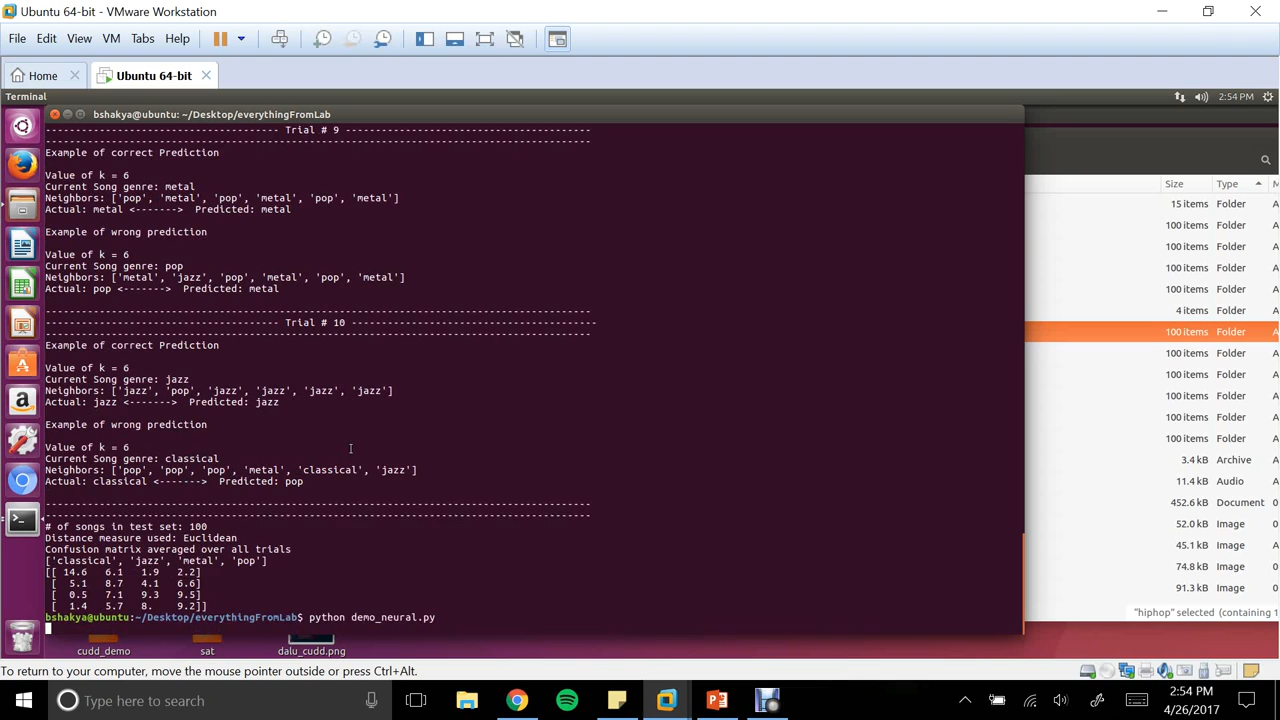 Ubuntu 64-bit - VMware Workstation
File Edit View VM Tabs Help
Home Ubuntu 64-bit
Terminal 2:54 PM
bshakya@ubuntu: ~/Desktop/everythingFromLab
------------------------------------------- Trial # 9 ---------------------------------------------
-----------------------------------------------------------------------------------------------------
Example of correct Prediction
Value of k = 6
Current Song genre: metal
Neighbors: ['pop', 'metal', 'pop', 'metal', 'pop', 'metal']
Actual: metal <-------> Predicted: metal
Example of wrong prediction
Value of k = 6
Current Song genre: pop
Neighbors: ['metal', 'jazz', 'pop', 'metal', 'pop', 'metal']
Actual: pop <-------> Predicted: metal
-----------------------------------------------------------------------------------------------------
------------------------------------------- Trial # 10 ---------------------------------------------
-----------------------------------------------------------------------------------------------------
Example of correct Prediction
Value of k = 6
Current Song genre: jazz
Neighbors: ['jazz', 'pop', 'jazz', 'jazz', 'jazz', 'jazz']
Actual: jazz <-------> Predicted: jazz
Example of wrong prediction
Value of k = 6
Current Song genre: classical
Neighbors: ['pop', 'pop', 'pop', 'metal', 'classical', 'jazz']
Actual: classical <-------> Predicted: pop
-----------------------------------------------------------------------------------------------------
-----------------------------------------------------------------------------------------------------
# of songs in test set: 100
Distance measure used: Euclidean
Confusion matrix averaged over all trials
['classical', 'jazz', 'metal', 'pop']
[[ 14.6 6.1 1.9 2.2]
[ 5.1 8.7 4.1 6.6]
[ 0.5 7.1 9.3 9.5]
[ 1.4 5.7 8. 9.2]]
bshakya@ubuntu:~/Desktop/everythingFromLab$ python demo_neural.py
Size Type M
15 items Folder A
100 items Folder A
100 items Folder A
100 items Folder A
100 items Folder A
4 items Folder A
100 items Folder A
100 items Folder A
100 items Folder A
100 items Folder A
100 items Folder A
100 items Folder A
3.4 kB Archive A
11.4 kB Audio A
452.6 kB Document A
52.0 kB Image A
45.1 kB Image A
74.8 kB Image A
91.3 kB Image A
"hiphop" selected (containing 1
cudd_demo sat dalu_cudd.png
To return to your computer, move the mouse pointer outside or press Ctrl+Alt.
Type here to search
2:54 PM
4/26/2017